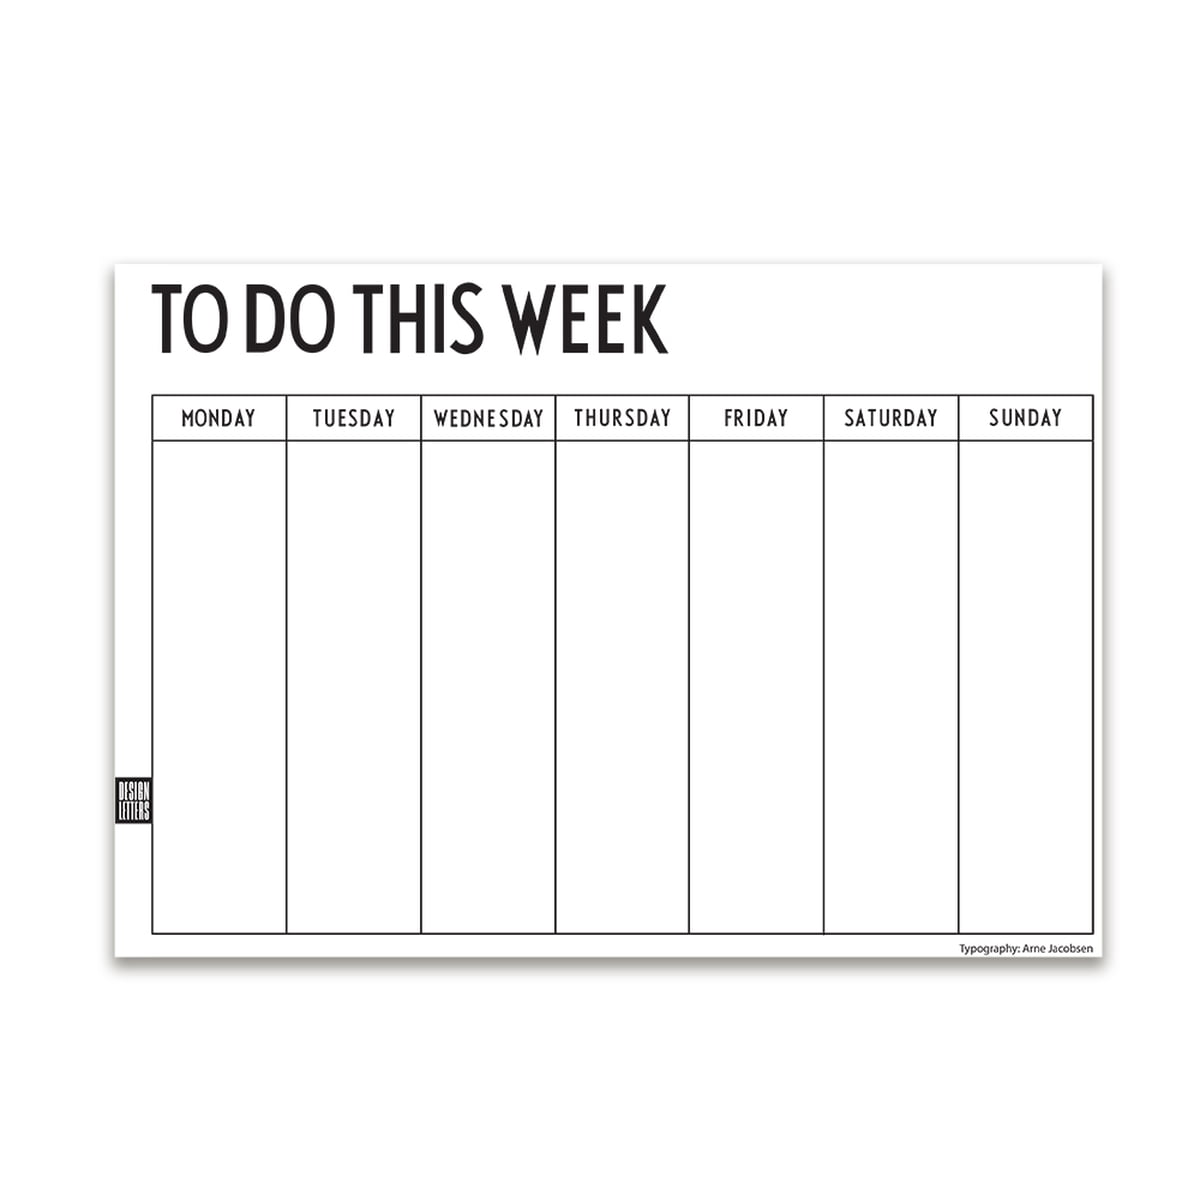 TO DO THIS WEEK
MONDAY TUESDAY WEDNESDAY THURSDAY FRIDAY SATURDAY SUNDAY
DESIGN
LETTERS
Typography: Arne Jacobsen